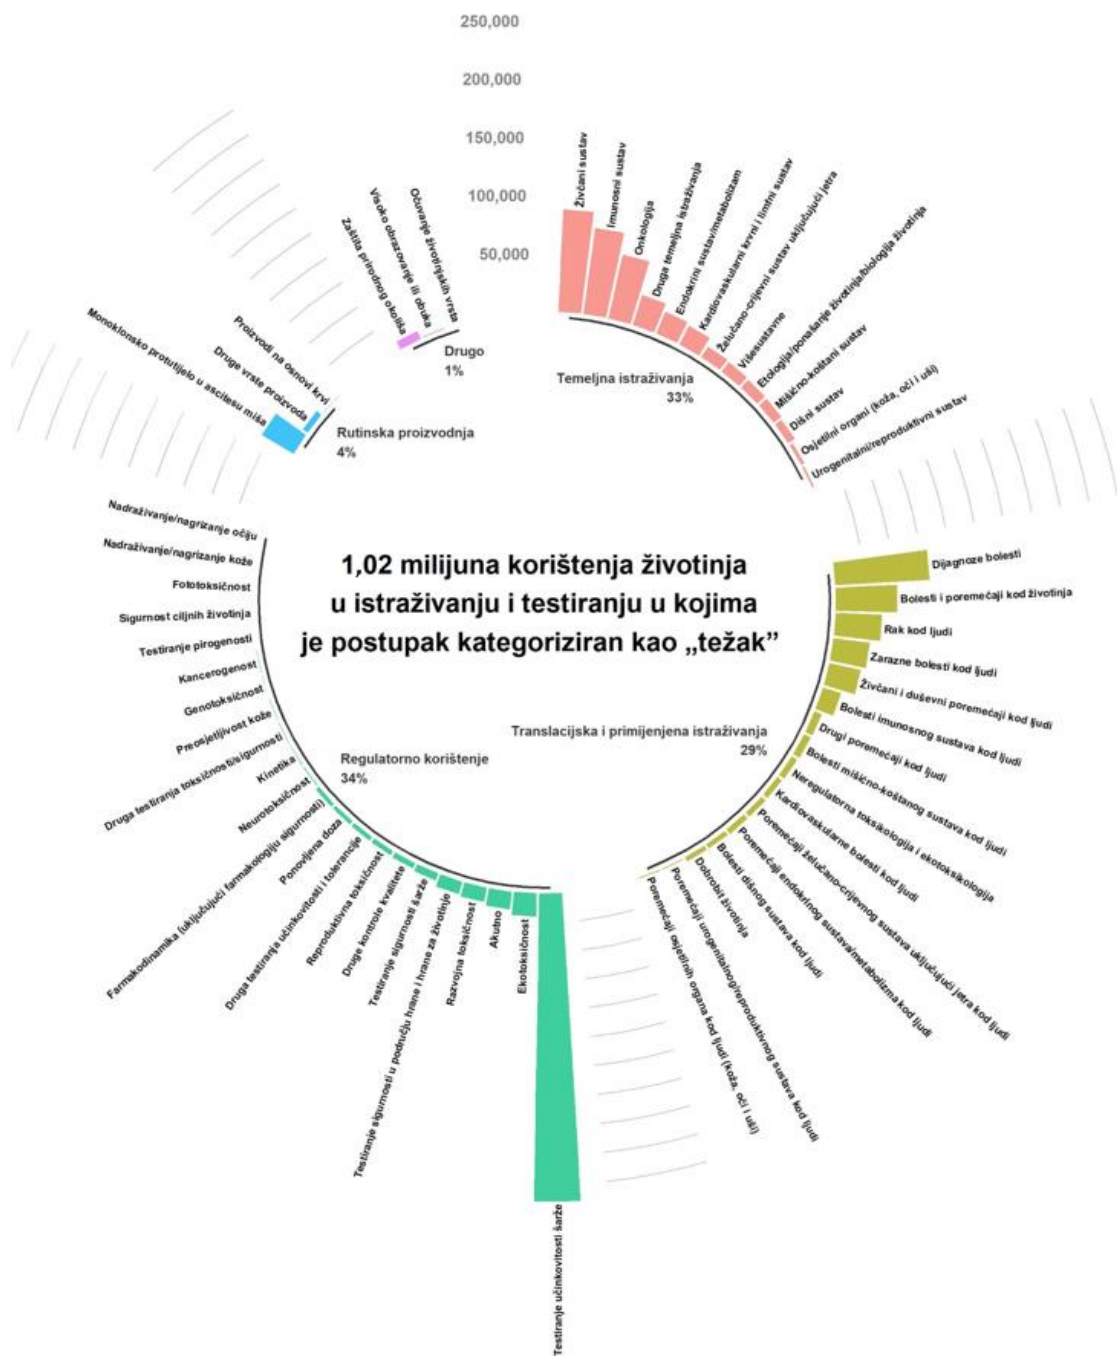 250,000
200,000
150,000
100,000
50,000
Živčani sustav
Imunosni sustav
Onkologija
Druga temeljna istraživanja
Endokrini sustav/metabolizam
Kardiovaskularni krvni i limfni sustav
Želučano-crijevni sustav uključujući jetra
Višesustavne
Etologija/ponašanje životinja/biologija životinja
Mišićno-koštani sustav
Dišni sustav
Osjetilni organi (koža, oči i uši)
Urogenitalni/reproduktivni sustav
Temeljna istraživanja
33%
Očuvanje životinjskih vrsta
Visoko obrazovanje ili obuka
Zaštita prirodnog okoliša
Drugo
1%
Proizvodi na osnovi krvi
Druge vrste proizvoda
Monoklonsko protutijelo u ascitesu miša
Rutinska proizvodnja
4%
1,02 milijuna korištenja životinja
u istraživanju i testiranju u kojima
je postupak kategoriziran kao „težak”
Dijagnoze bolesti
Bolesti i poremećaji kod životinja
Rak kod ljudi
Zarazne bolesti kod ljudi
Živčani i duševni poremećaji kod ljudi
Bolesti imunosnog sustava kod ljudi
Drugi poremećaji kod ljudi
Bolesti mišićno-koštanog sustava kod ljudi
Neregulatorna toksikologija i ekotoksikologija
Kardiovaskularne bolesti kod ljudi
Poremećaji želučano-crijevnog sustava uključujući jetra kod ljudi
Poremećaji endokrinog sustava/metabolizma kod ljudi
Bolesti dišnog sustava kod ljudi
Dobrobit životinja
Poremećaji urogenitalnog/reproduktivnog sustava kod ljudi
Poremećaji osjetilnih organa kod ljudi (koža, oči i uši)
Translacijska i primijenjena istraživanja
29%
Regulatorno korištenje
34%
Nadraživanje/nagrizanje očiju
Nadraživanje/nagrizanje kože
Fototoksičnost
Sigurnost ciljnih životinja
Testiranje pirogenosti
Kancerogenost
Genotoksičnost
Preosjetljivost kože
Druga testiranja toksičnosti/sigurnosti
Kinetika
Neurotoksičnost
Farmakodinamika (uključujući farmakologiju sigurnosti)
Ponovljena doza
Druga testiranja učinkovitosti i tolerancije
Reproduktivna toksičnost
Druge kontrole kvalitete
Testiranje sigurnosti šarže
Testiranje sigurnosti u području hrane i hrane za životinje
Razvojna toksičnost
Akutno
Ekotoksičnost
Testiranje učinkovitosti šarže